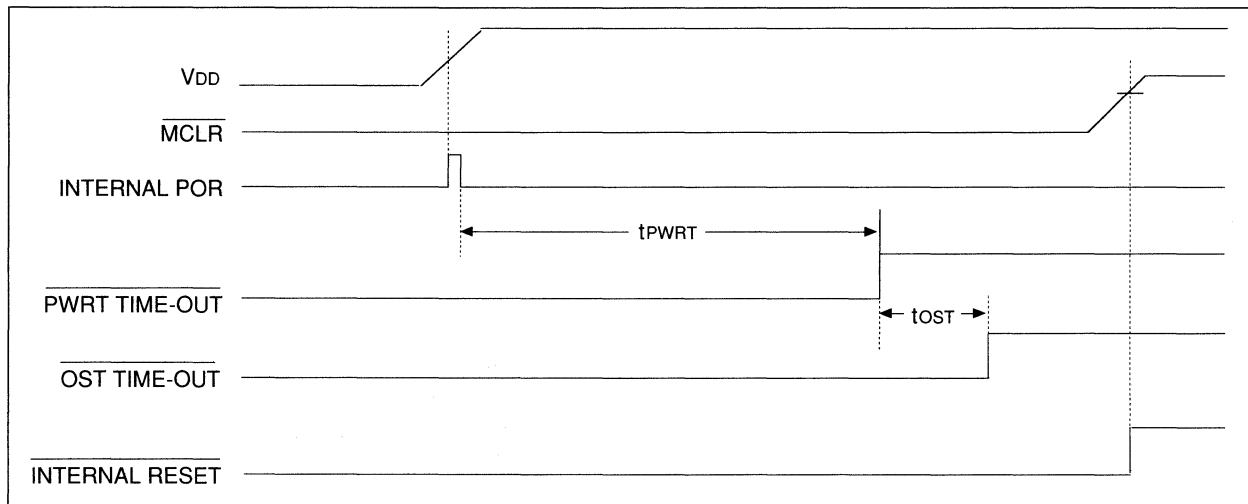 VDD
MCLR
INTERNAL POR
tPWRT
PWRT TIME-OUT
tOST
OST TIME-OUT
INTERNAL RESET